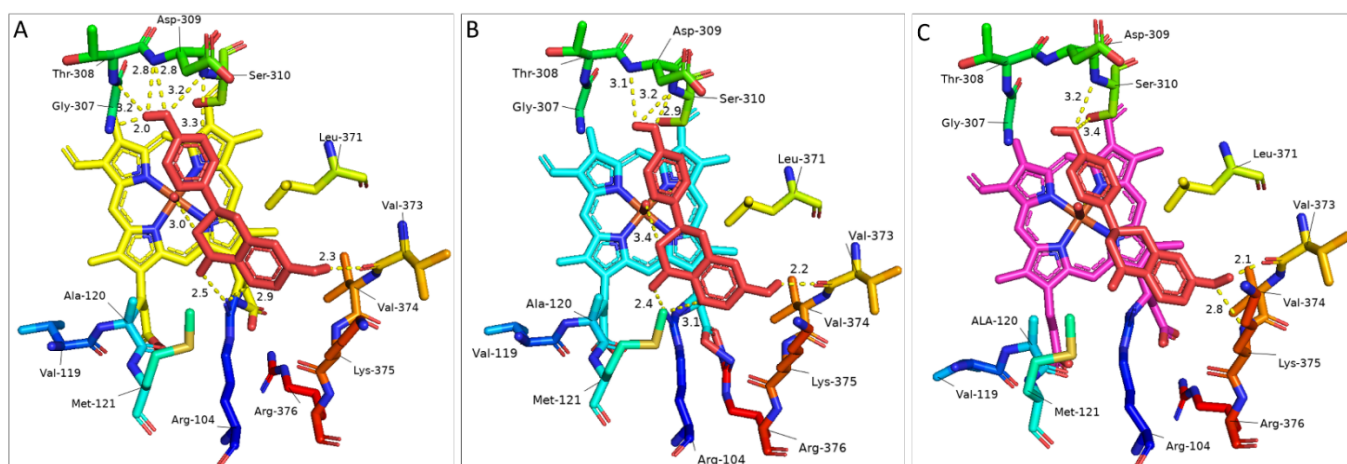 A
Asp-309
Thr-308
2.8
2.8
Ser-310
3.2
Gly-307
3.2
2.0
3.3
Leu-371
3.0
Val-373
2.3
2.5
2.9
Val-374
Ala-120
Val-119
Lys-375
Met-121
Arg-376
Arg-104
B
Asp-309
Thr-308
3.1
3.2
Ser-310
Gly-307
2.9
Leu-371
Val-373
3.4
2.2
Ala-120
2.4
3.1
Val-374
Val-119
Lys-375
Met-121
Arg-376
Arg-104
C
Asp-309
Thr-308
Ser-310
3.2
Gly-307
3.4
Leu-371
Val-373
2.1
Val-374
2.8
ALA-120
Lys-375
Val-119
Met-121
Arg-376
Arg-104